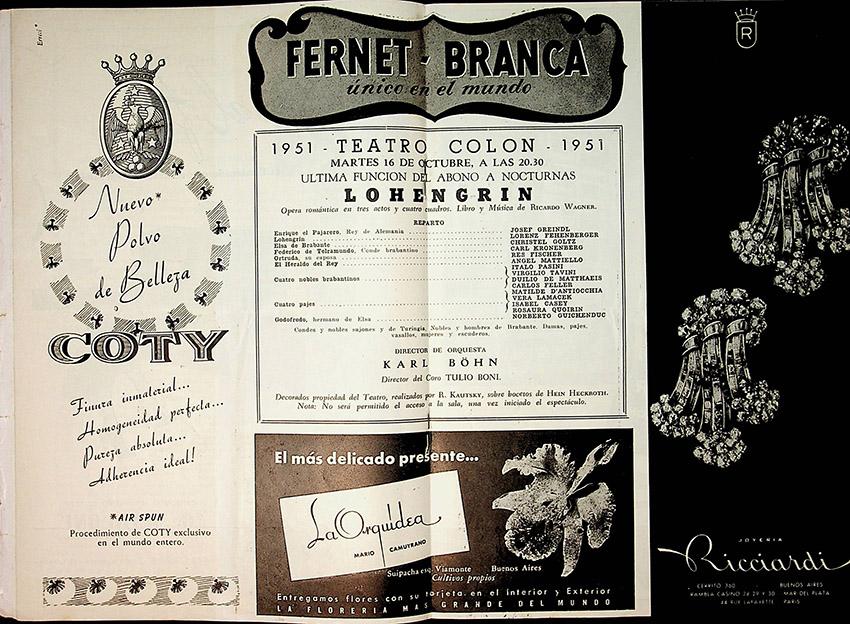 Nuevo*
Polvo
de Belleza
COTY
Finura inmaterial...
Homogeneidad perfecta...
Pureza absoluta...
Adherencia ideal!
*AIR SPUN
Procedimiento de COTY exclusivo
en el mundo entero.
FERNET - BRANCA
único en el mundo
1951 - TEATRO COLON - 1951
MARTES 16 DE OCTUBRE, A LAS 20.30
ULTIMA FUNCION DEL ABONO A NOCTURNAS
LOHENGRIN
Opera romántica en tres actos y cuatro cuadros. Libro y Música de RICARDO WAGNER.
REPARTO
Enrique el Pajarero, Rey de Alemania JOSEF GREINDL
Lohengrin LORENZ FEHENBERGER
Elsa de Brabante CHRISTEL GOLTZ
Federico de Telramundo, Conde brabantino CARL KRONENBERG
Ortruda, su esposa RES FISCHER
El Heraldo del Rey ANGEL MATTIELLO
Cuatro nobles brabantinos ITALO PASINI
VIRGILIO TAVINI
DUILIO DE MATTHAEIS
CARLOS FELLER
Cuatro pajes MATILDE D'ANTIOCCHIA
VERA LAMACEK
ISABEL CASEY
ROSAURA QUOIRIN
Godofredo, hermano de Elsa NORBERTO GUICHENDUC
Condes y nobles sajones y de Turingia. Nobles y hombres de Brabante. Damas, pajes,
vasallos, mujeres y escuderos.
DIRECTOR DE ORQUESTA
KARL BÖHN
Director del Coro TULIO BONI.
Decorados propiedad del Teatro, realizados por R. KAUTSKY, sobre bocetos de HEIN HECKROTH.
Nota: No será permitido el acceso a la sala, una vez iniciado el espectáculo.
El más delicado presente...
La Orquídea
MARIO CAMUYRANO
Suipacha esq. Viamonte Buenos Aires
Cultivos propios
Entregamos flores con su tarjeta, en el interior y Exterior
LA FLORERIA MAS GRANDE DEL MUNDO
R
JOYERIA
Ricciardi
CERRITO 760 BUENOS AIRES
RAMBLA CASINO 28 29 Y 30 MAR DEL PLATA
RUE LAFAYETTE PARIS